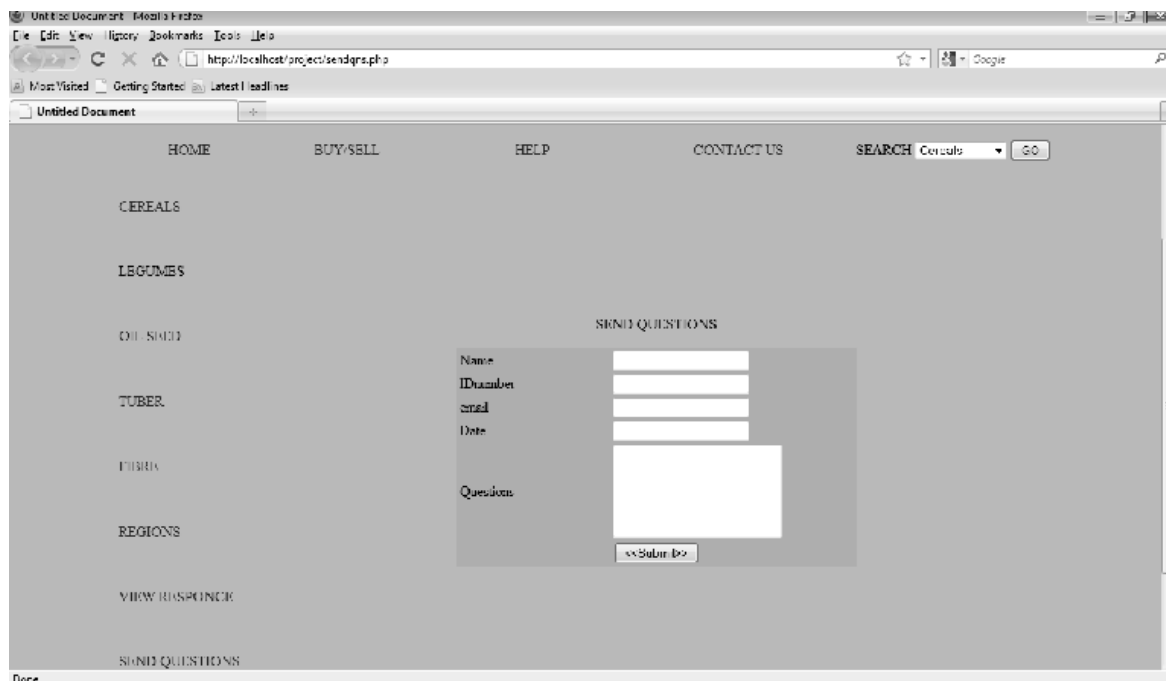 Untitled Document - Mozilla Firefox
File Edit View History Bookmarks Tools Help
http://localhost/project/sendqns.php
Google
Most Visited Getting Started Latest Headlines
Untitled Document
HOME BUY/SELL HELP CONTACT US SEARCH Cereals GO
CEREALS
LEGUMES
SEND QUESTIONS
OIL SEED
Name
IDnumber
TUBER
email
Date
FIBRE
Questions
REGIONS
<<Submit>>
VIEW RESPONCE
SEND QUESTIONS
Done